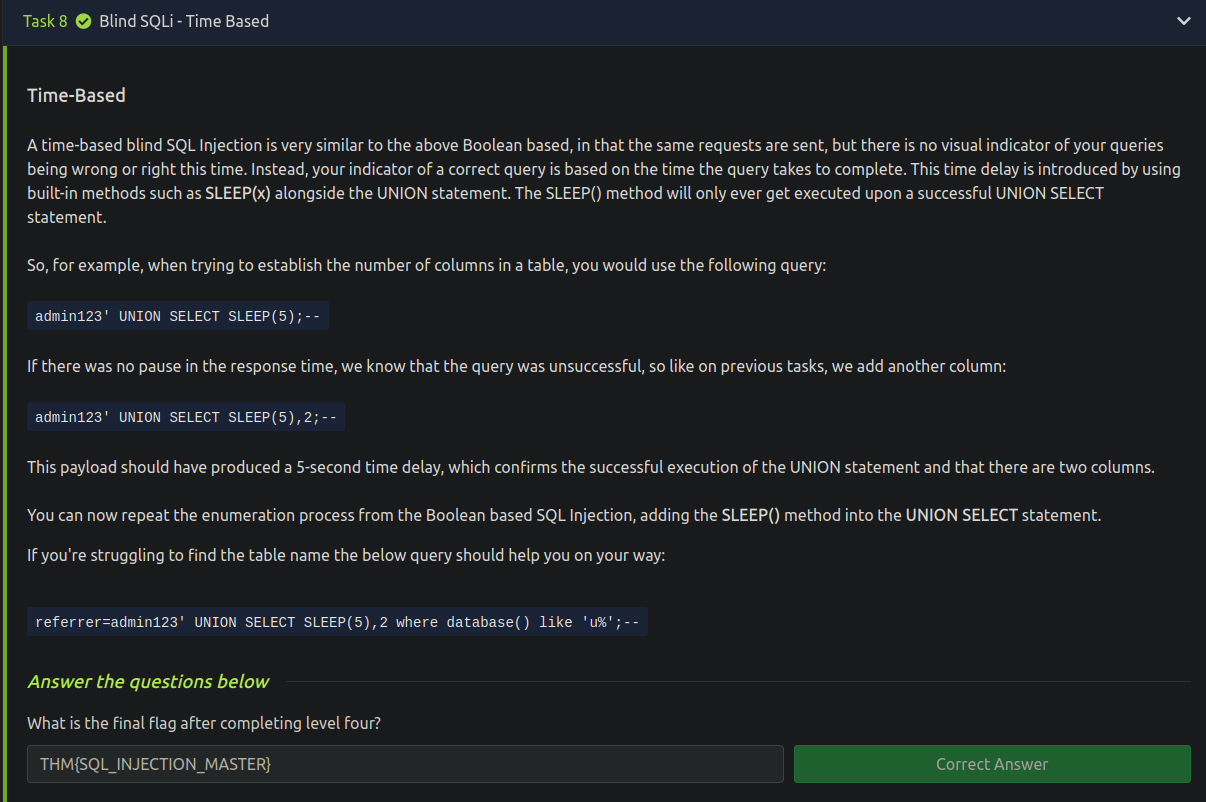 Task 8 Blind SQLi - Time Based
Time-Based
A time-based blind SQL Injection is very similar to the above Boolean based, in that the same requests are sent, but there is no visual indicator of your queries
being wrong or right this time. Instead, your indicator of a correct query is based on the time the query takes to complete. This time delay is introduced by using
built-in methods such as SLEEP(x) alongside the UNION statement. The SLEEP() method will only ever get executed upon a successful UNION SELECT
statement.
So, for example, when trying to establish the number of columns in a table, you would use the following query:
admin123' UNION SELECT SLEEP(5);--
If there was no pause in the response time, we know that the query was unsuccessful, so like on previous tasks, we add another column:
admin123' UNION SELECT SLEEP(5),2;--
This payload should have produced a 5-second time delay, which confirms the successful execution of the UNION statement and that there are two columns.
You can now repeat the enumeration process from the Boolean based SQL Injection, adding the SLEEP() method into the UNION SELECT statement.
If you're struggling to find the table name the below query should help you on your way:
referrer=admin123' UNION SELECT SLEEP(5),2 where database() like 'u%';--
Answer the questions below
What is the final flag after completing level four?
THM{SQL_INJECTION_MASTER}
Correct Answer